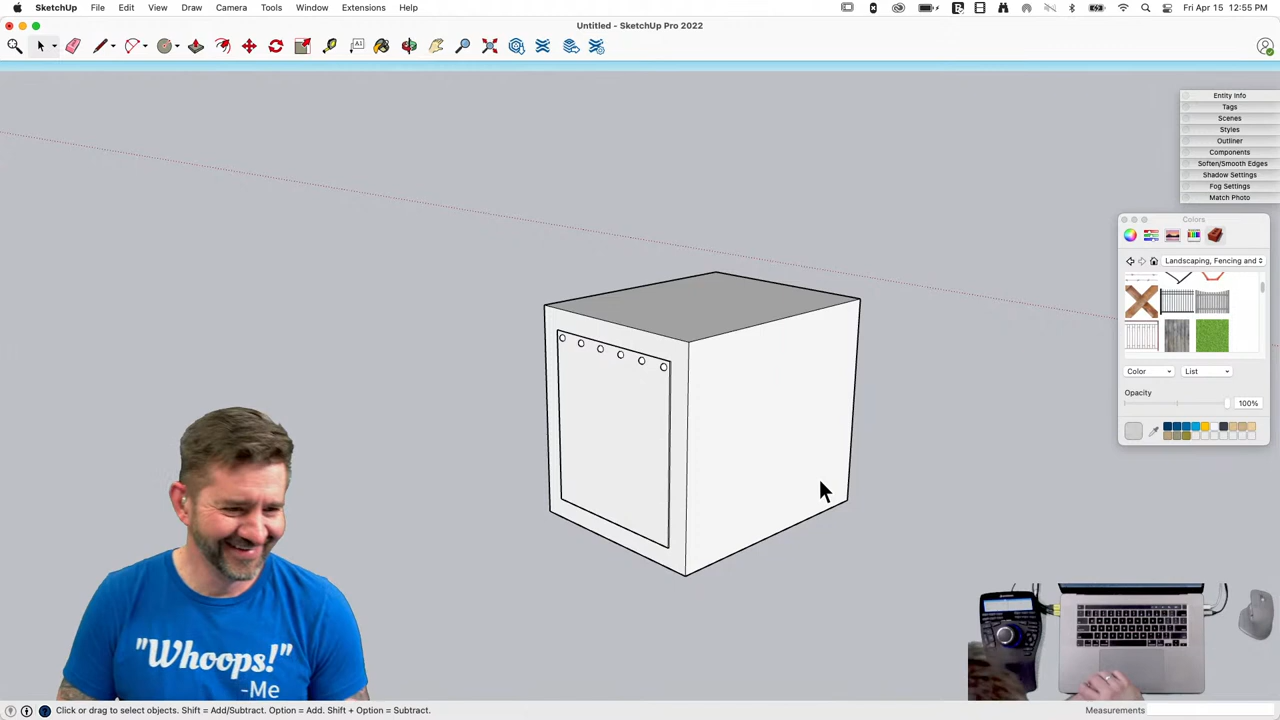 SketchUp File Edit View Draw Camera Tools Window Extensions Help Fri Apr 15 12:55 PM
Untitled - SketchUp Pro 2022
Entity Info
Tags
Scenes
Styles
Outliner
Components
Soften/Smooth Edges
Shadow Settings
Fog Settings
Match Photo
Colors
Landscaping, Fencing and
Color List
Opacity
100%
"Whoops!"
-Me
Click or drag to select objects. Shift = Add/Subtract. Option = Add. Shift + Option = Subtract. Measurements